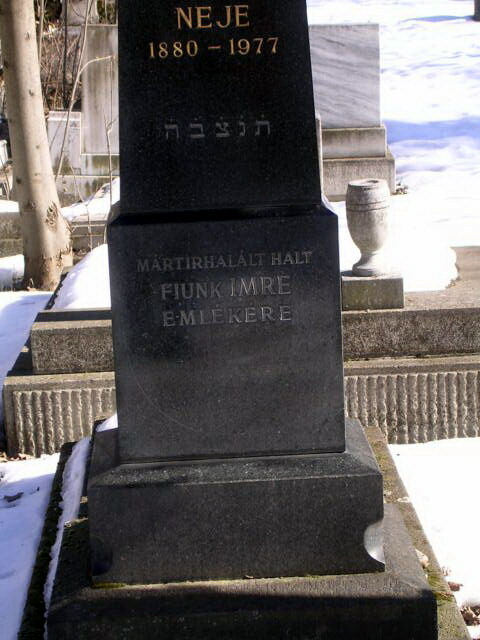 NEJE
1880 – 1977
תנצבה
MÁRTIRHALÁLT HALT
FIUNK IMRE
EMLÉKÉRE